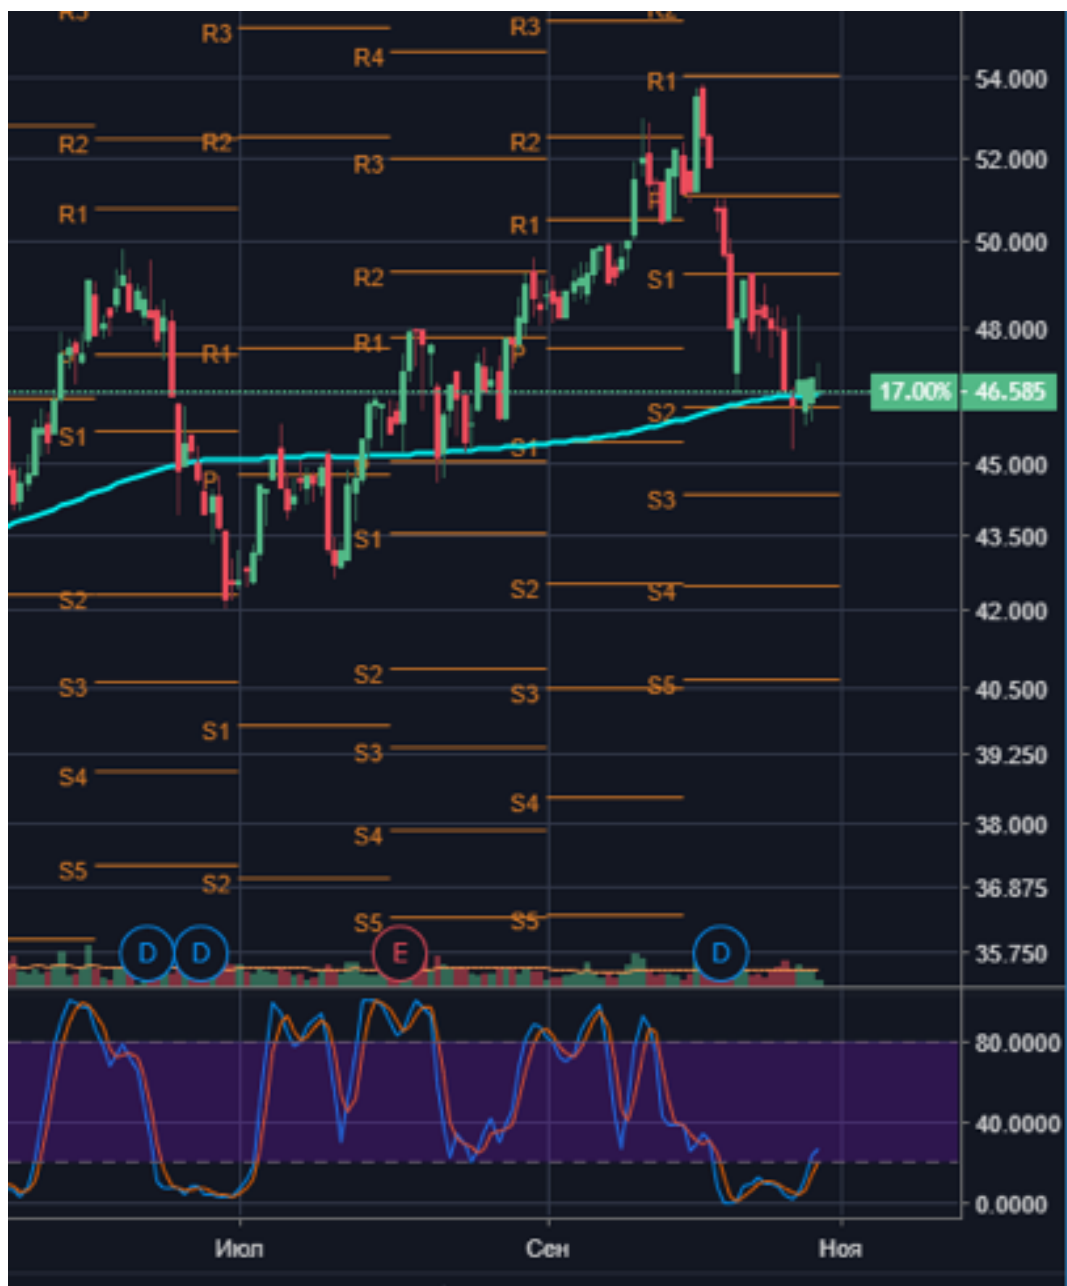 R3
R3
R4
R3
R2
R1
54.000
R2
R2
R3
R2
52.000
R1
R2
R1
P
R1
S1
50.000
48.000
P
R1
R1
P
17.00%
46.585
S1
P
P
S1
S2
45.000
S2
S1
S2
S3
S4
43.500
42.000
S3
S1
S2
S3
S5
40.500
S4
S3
39.250
S4
S4
38.000
S5
S2
S5
S5
36.875
D
D
E
D
35.750
80.0000
40.0000
0.0000
Июл
Сен
Ноя